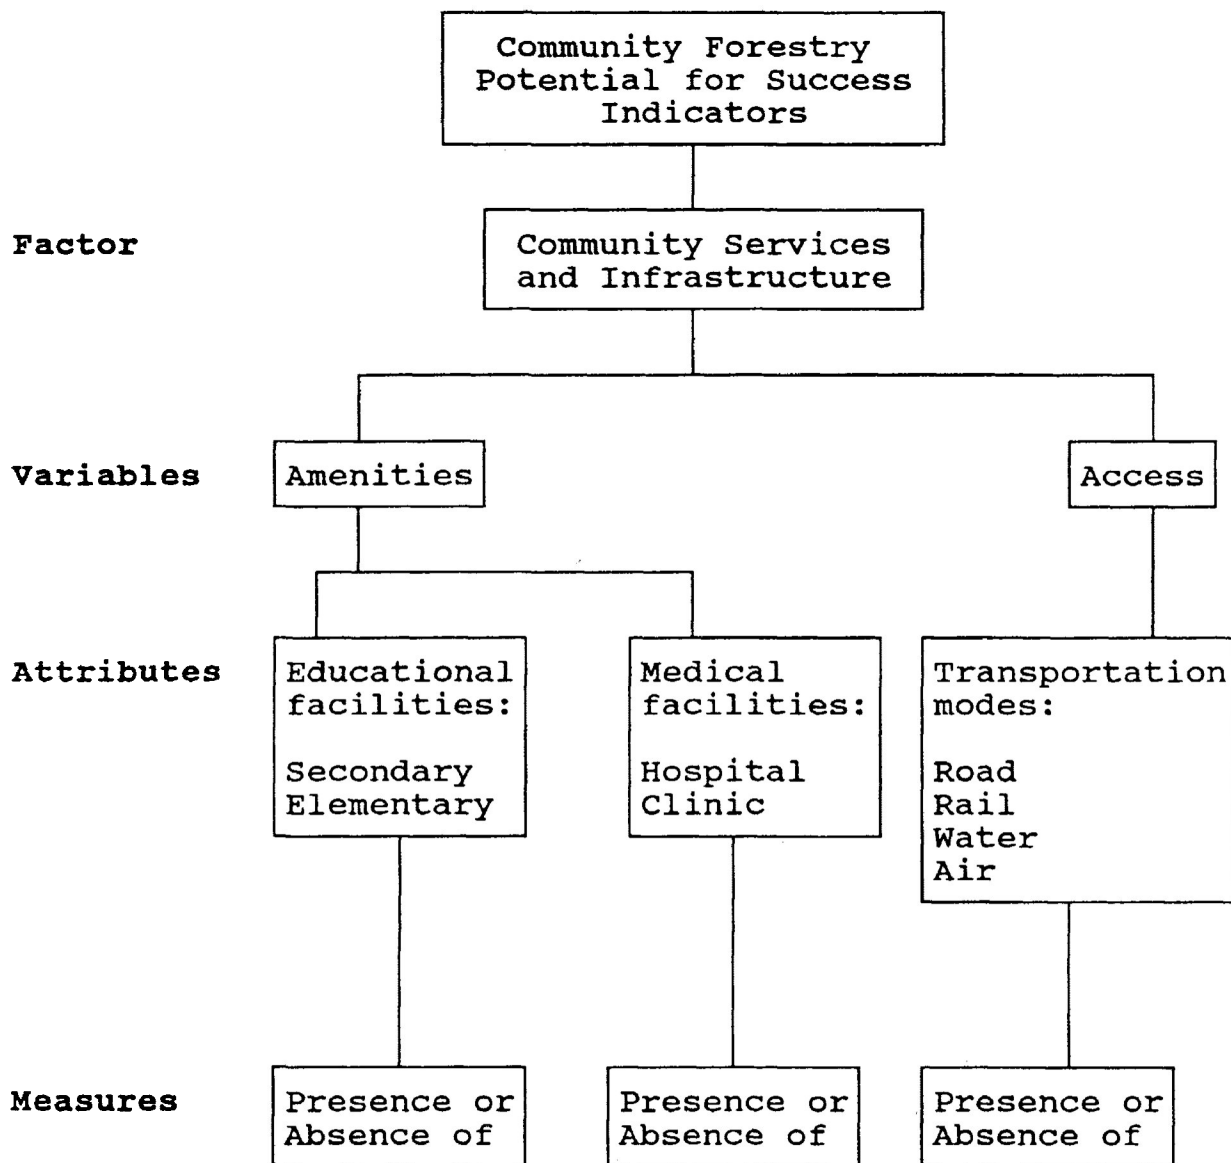 Community Forestry
Potential for Success
Indicators
Factor
Community Services
and Infrastructure
Variables
Amenities
Access
Attributes
Educational
facilities:
Secondary
Elementary
Medical
facilities:
Hospital
Clinic
Transportation
modes:
Road
Rail
Water
Air
Measures
Presence or
Absence of
Presence or
Absence of
Presence or
Absence of